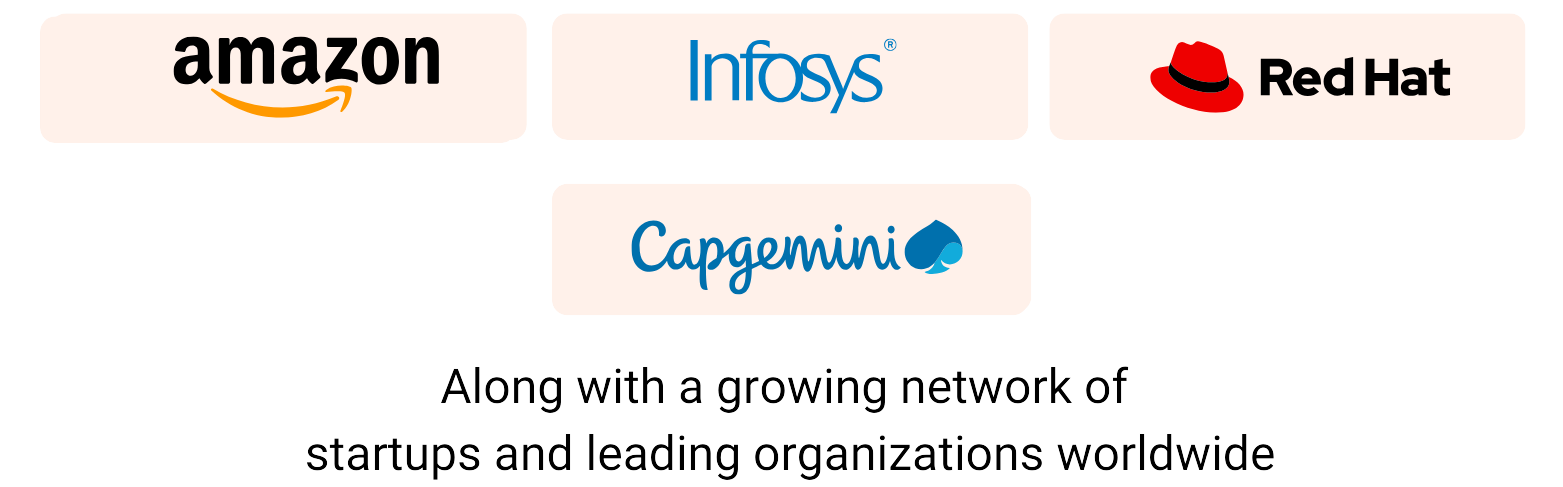 amazon
Infosys®
Red Hat
Capgemini
Along with a growing network of
startups and leading organizations worldwide